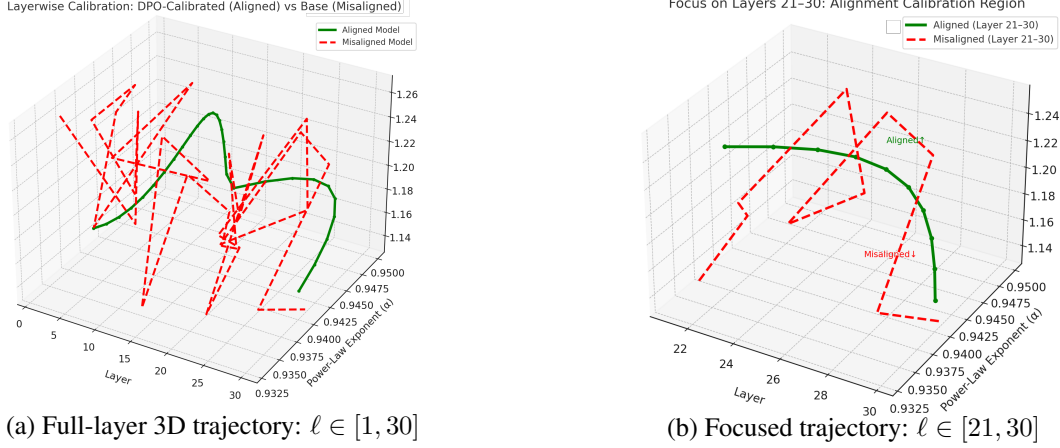 Layerwise Calibration: DPO-Calibrated (Aligned) vs Base (Misaligned)
Aligned Model
Misaligned Model
1.26
1.24
1.22
1.20
1.18
1.16
1.14
0.9500
0.9475
0.9450
0.9425
0.9400
0.9375
0.9350
0.9325
Power-Law Exponent (α)
0
5
10
15
20
25
30
Layer
(a) Full-layer 3D trajectory: ℓ ∈ [1, 30]
Focus on Layers 21–30: Alignment Calibration Region
Aligned (Layer 21–30)
Misaligned (Layer 21–30)
Aligned↑
Misaligned↓
1.24
1.22
1.20
1.18
1.16
1.14
0.9500
0.9475
0.9450
0.9425
0.9400
0.9375
0.9350
0.9325
Power-Law Exponent (α)
22
24
26
28
30
Layer
(b) Focused trajectory: ℓ ∈ [21, 30]